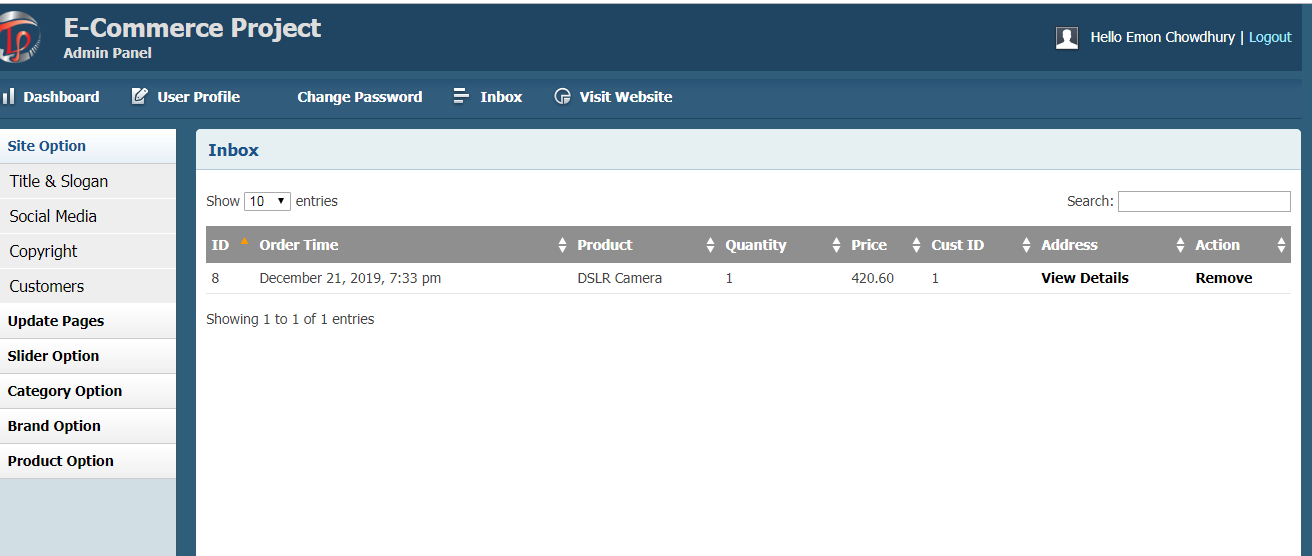 E-Commerce Project
Admin Panel
Hello Emon Chowdhury | Logout
Dashboard User Profile Change Password Inbox Visit Website
Site Option
Title & Slogan
Social Media
Copyright
Customers
Update Pages
Slider Option
Category Option
Brand Option
Product Option
Inbox
Show 10 entries Search:
ID Order Time Product Quantity Price Cust ID Address Action
8 December 21, 2019, 7:33 pm DSLR Camera 1 420.60 1 View Details Remove
Showing 1 to 1 of 1 entries